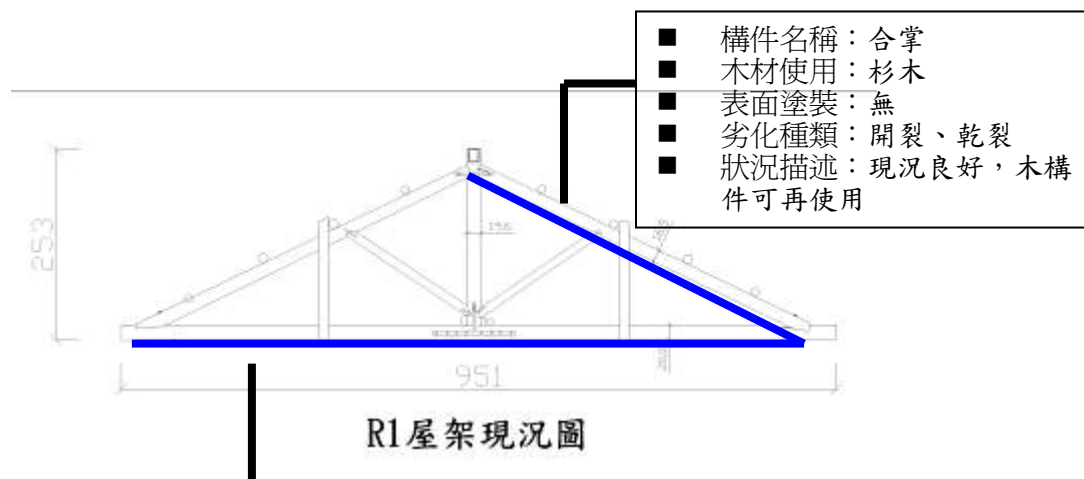 ■ 構件名稱：合掌
■ 木材使用：杉木
■ 表面塗裝：無
■ 劣化種類：開裂、乾裂
■ 狀況描述：現況良好，木構
件可再使用
253
951
R1屋架現況圖